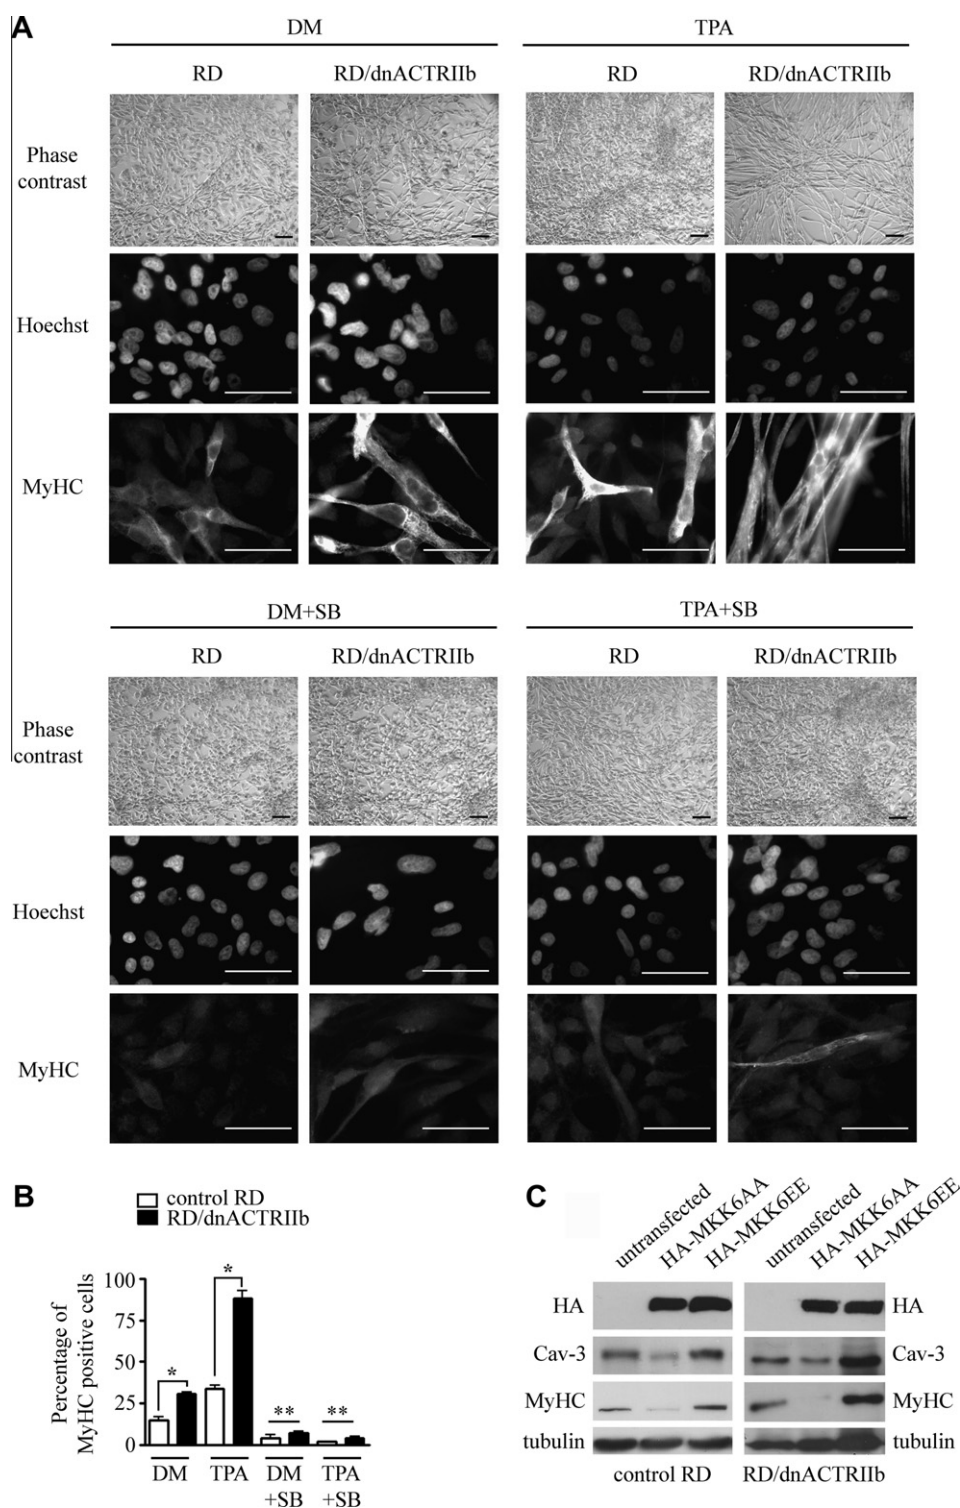 A
DM
TPA
RD
RD/dnACTRIIb
RD
RD/dnACTRIIb
Phase
contrast
Hoechst
MyHC
DM+SB
TPA+SB
RD
RD/dnACTRIIb
RD
RD/dnACTRIIb
Phase
contrast
Hoechst
MyHC
B
control RD
RD/dnACTRIIb
Percentage of
MyHC positive cells
100
75
50
25
0
*
*
**
**
DM
TPA
DM
+SB
TPA
+SB
C
untransfected
HA-MKK6AA
HA-MKK6EE
untransfected
HA-MKK6AA
HA-MKK6EE
HA
HA
Cav-3
Cav-3
MyHC
MyHC
tubulin
tubulin
control RD
RD/dnACTRIIb